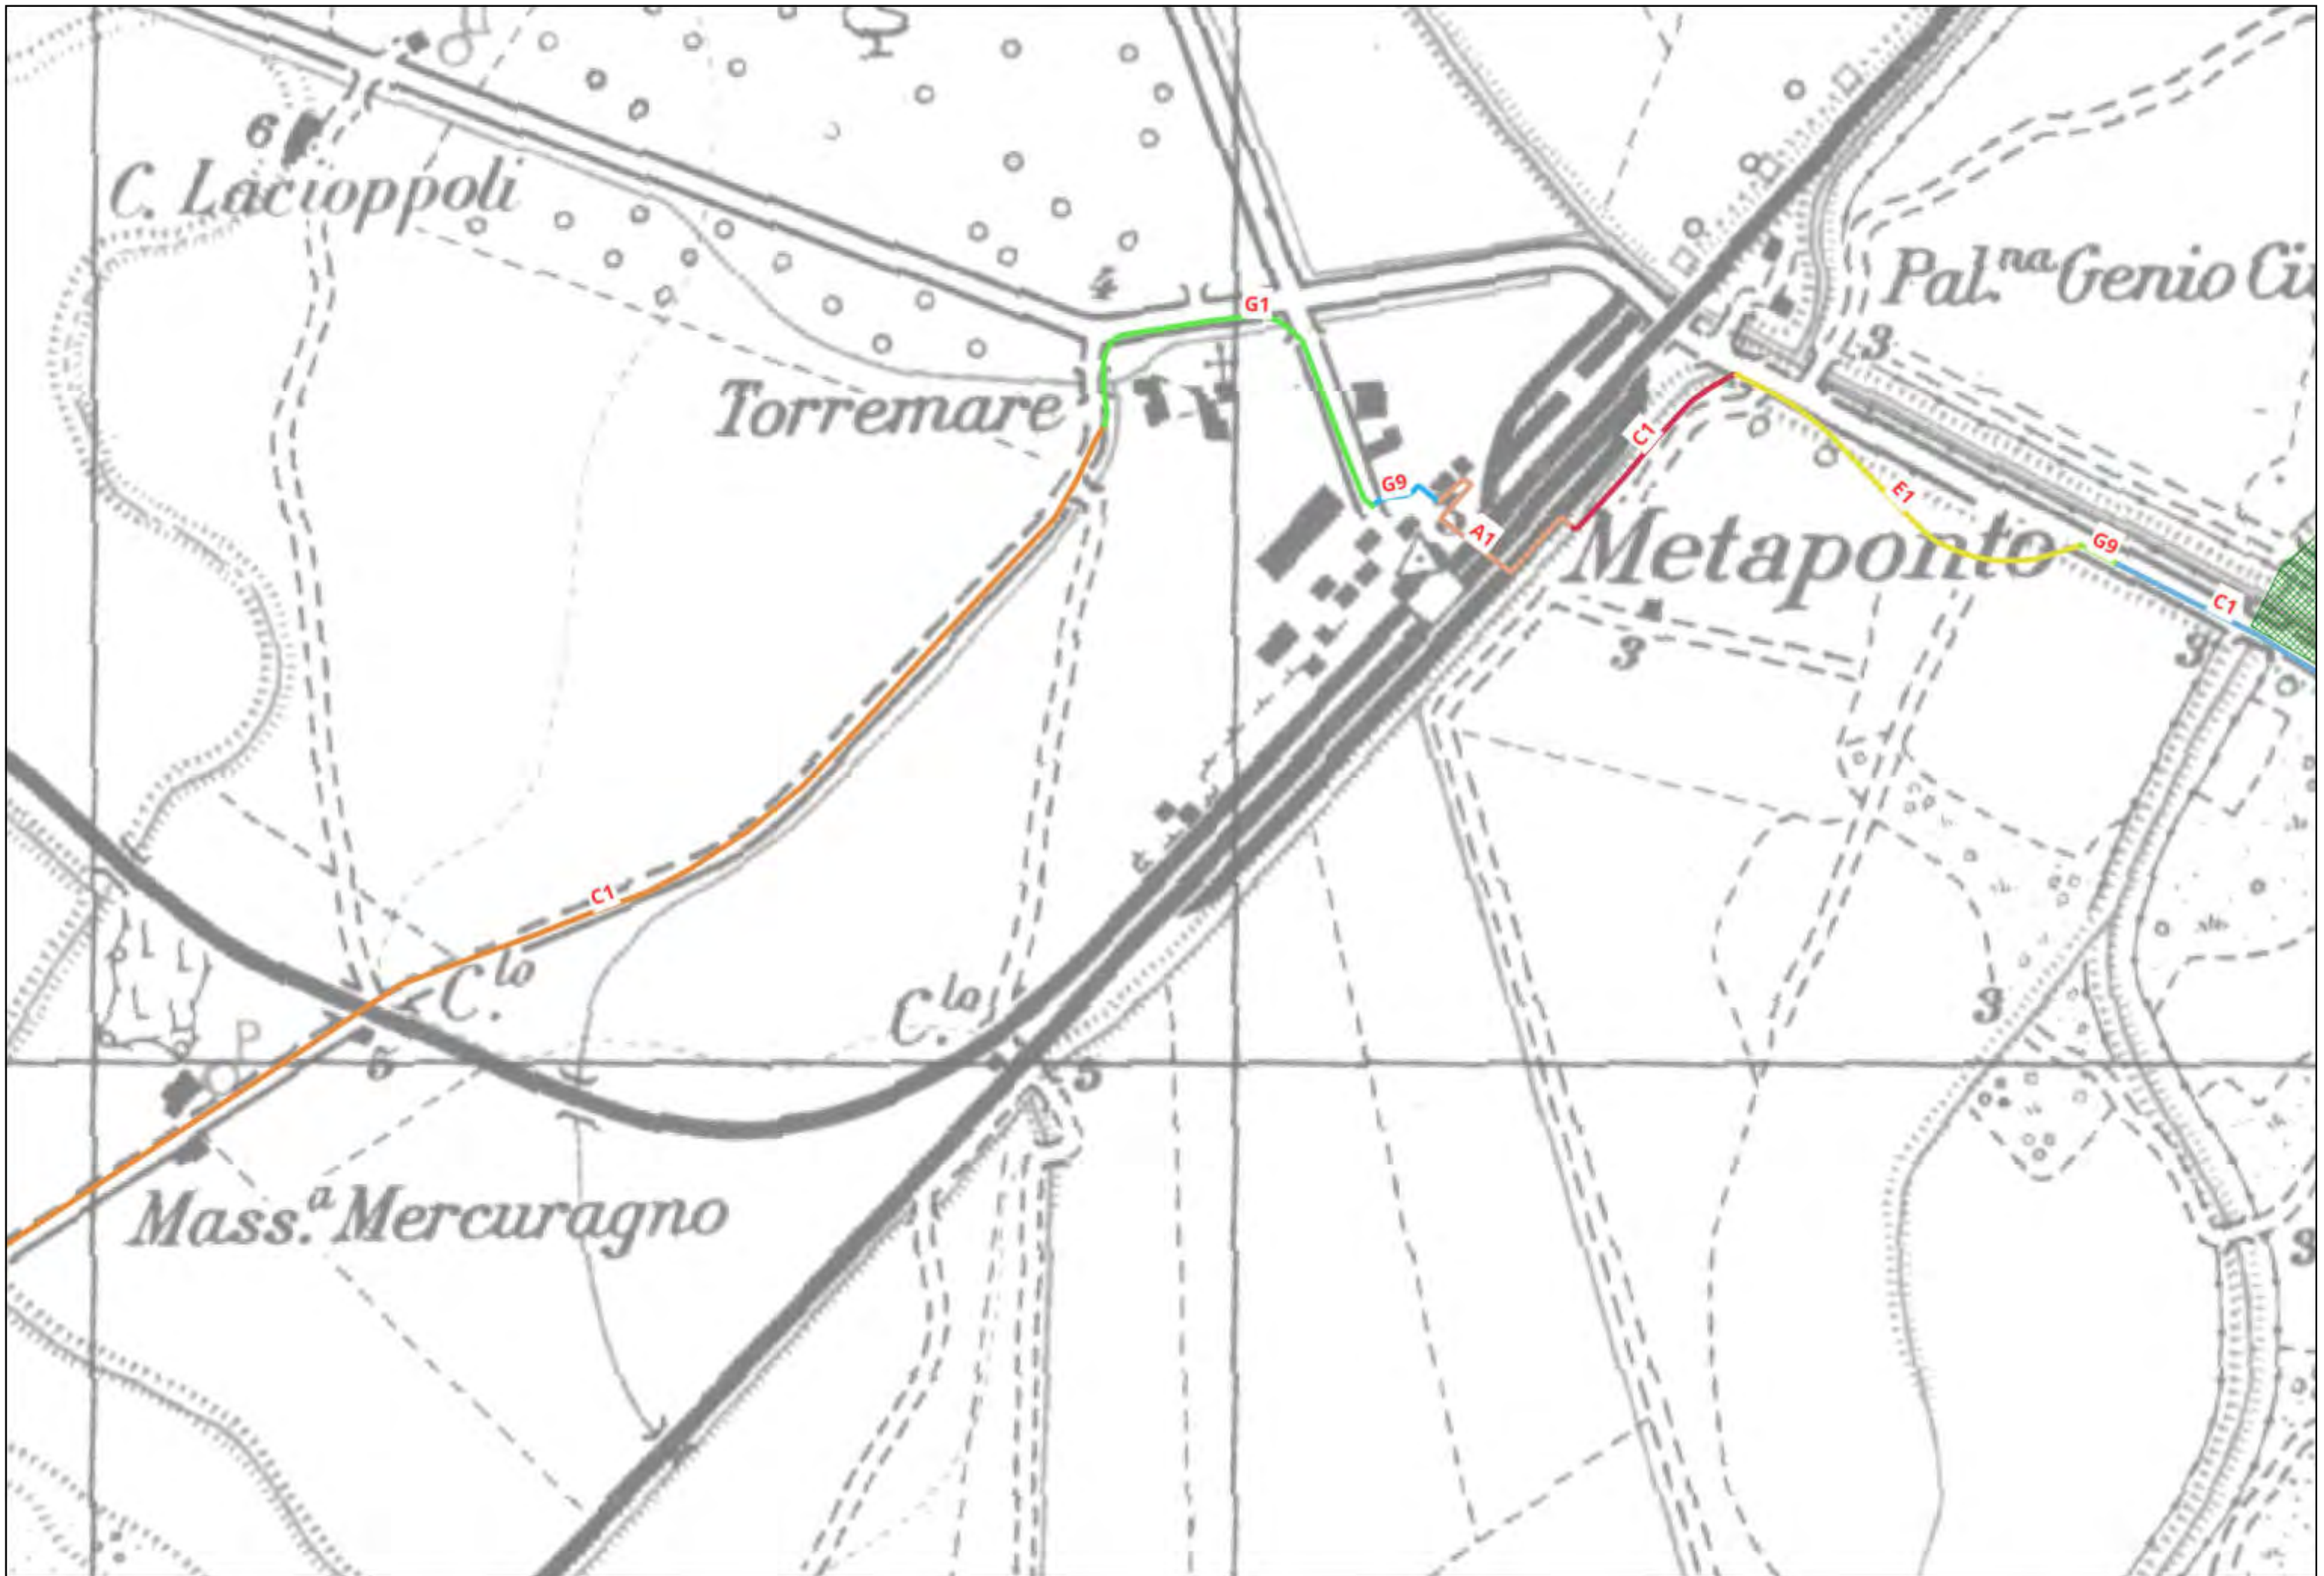 6
C. Lacioppoli
4
G1
Pal.na Genio Ci
3
Torremare
C1
G9
E1
A1
Metaponto
G9
C1
3
3
C1
C.lo
C.lo
3
P
5
Mass.a Mercuragno
3